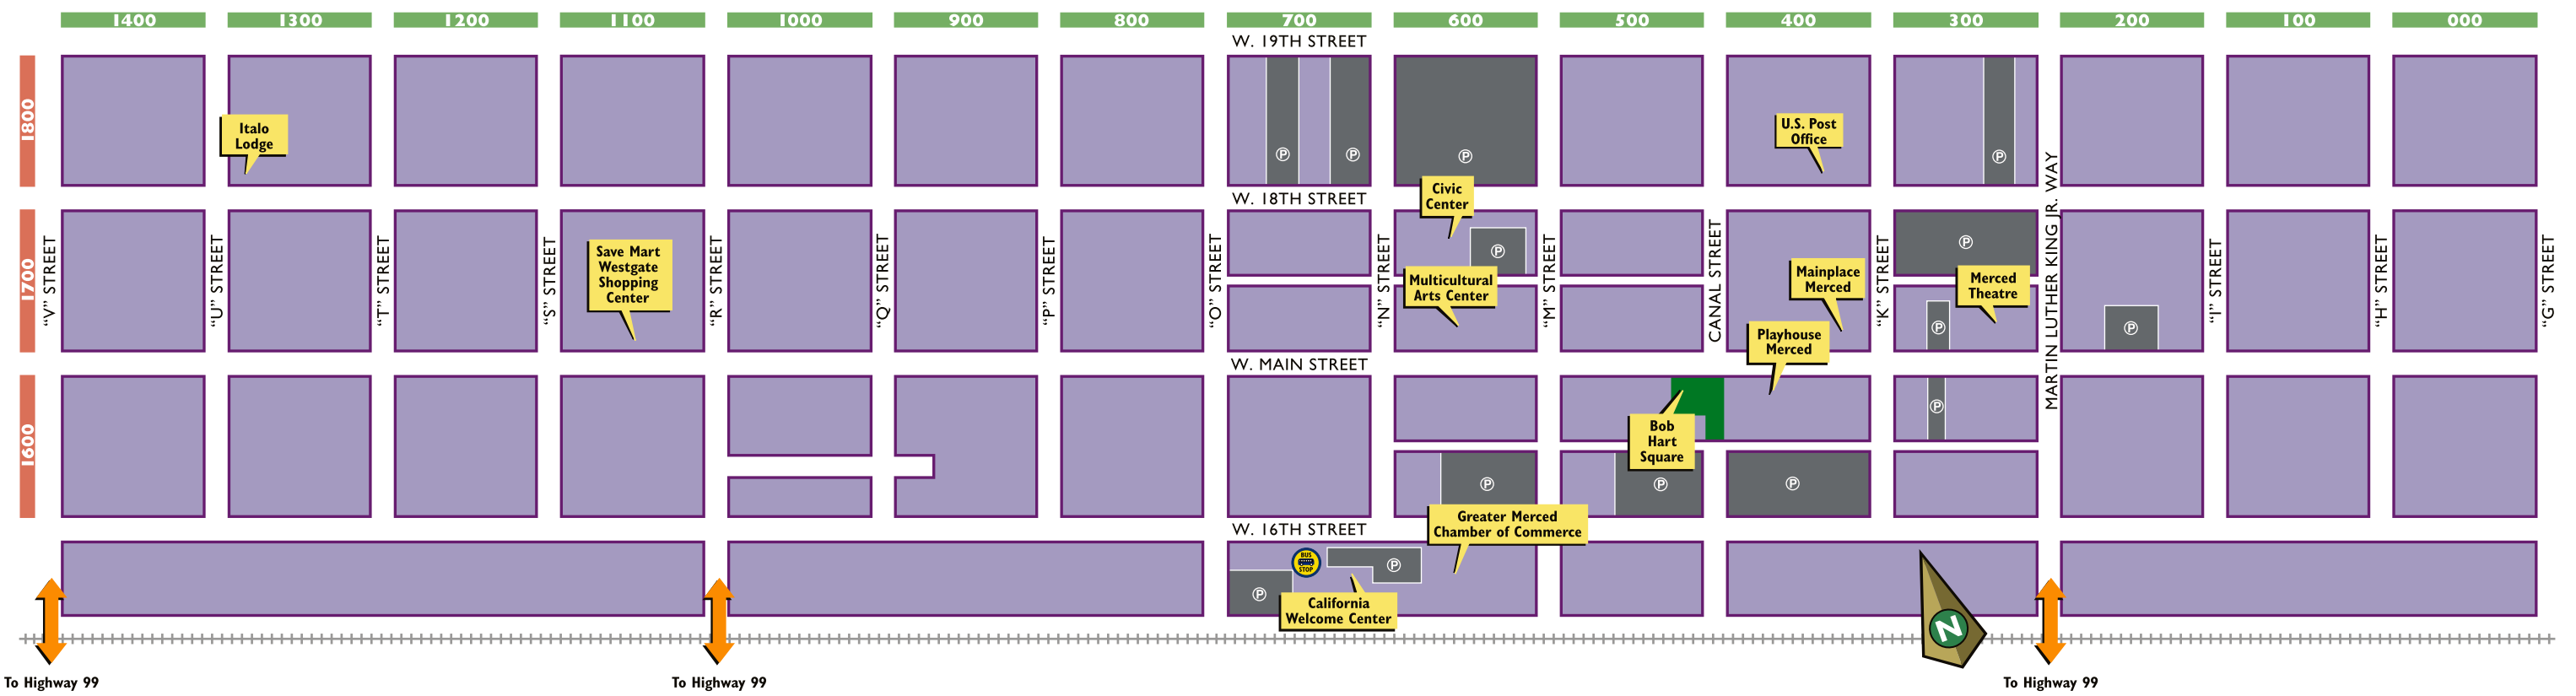 1400 1300 1200 1100 1000 900 800 700 600 500 400 300 200 100 000
W. 19TH STREET
1800
Italo
Lodge
U.S. Post
Office
P
P
P
P
Civic
Center
W. 18TH STREET
1700
"V" STREET
"U" STREET
"T" STREET
"S" STREET
Save Mart
Westgate
Shopping
Center
"R" STREET
"Q" STREET
"P" STREET
"O" STREET
"N" STREET
P
Multicultural
Arts Center
"M" STREET
CANAL STREET
Mainplace
Merced
"K" STREET
P
Merced
Theatre
P
MARTIN LUTHER KING JR. WAY
P
"I" STREET
"H" STREET
"G" STREET
Playhouse
Merced
W. MAIN STREET
1600
P
Bob
Hart
Square
P
P
P
W. 16TH STREET
Greater Merced
Chamber of Commerce
BUS
STOP
P
P
California
Welcome Center
N
To Highway 99
To Highway 99
To Highway 99